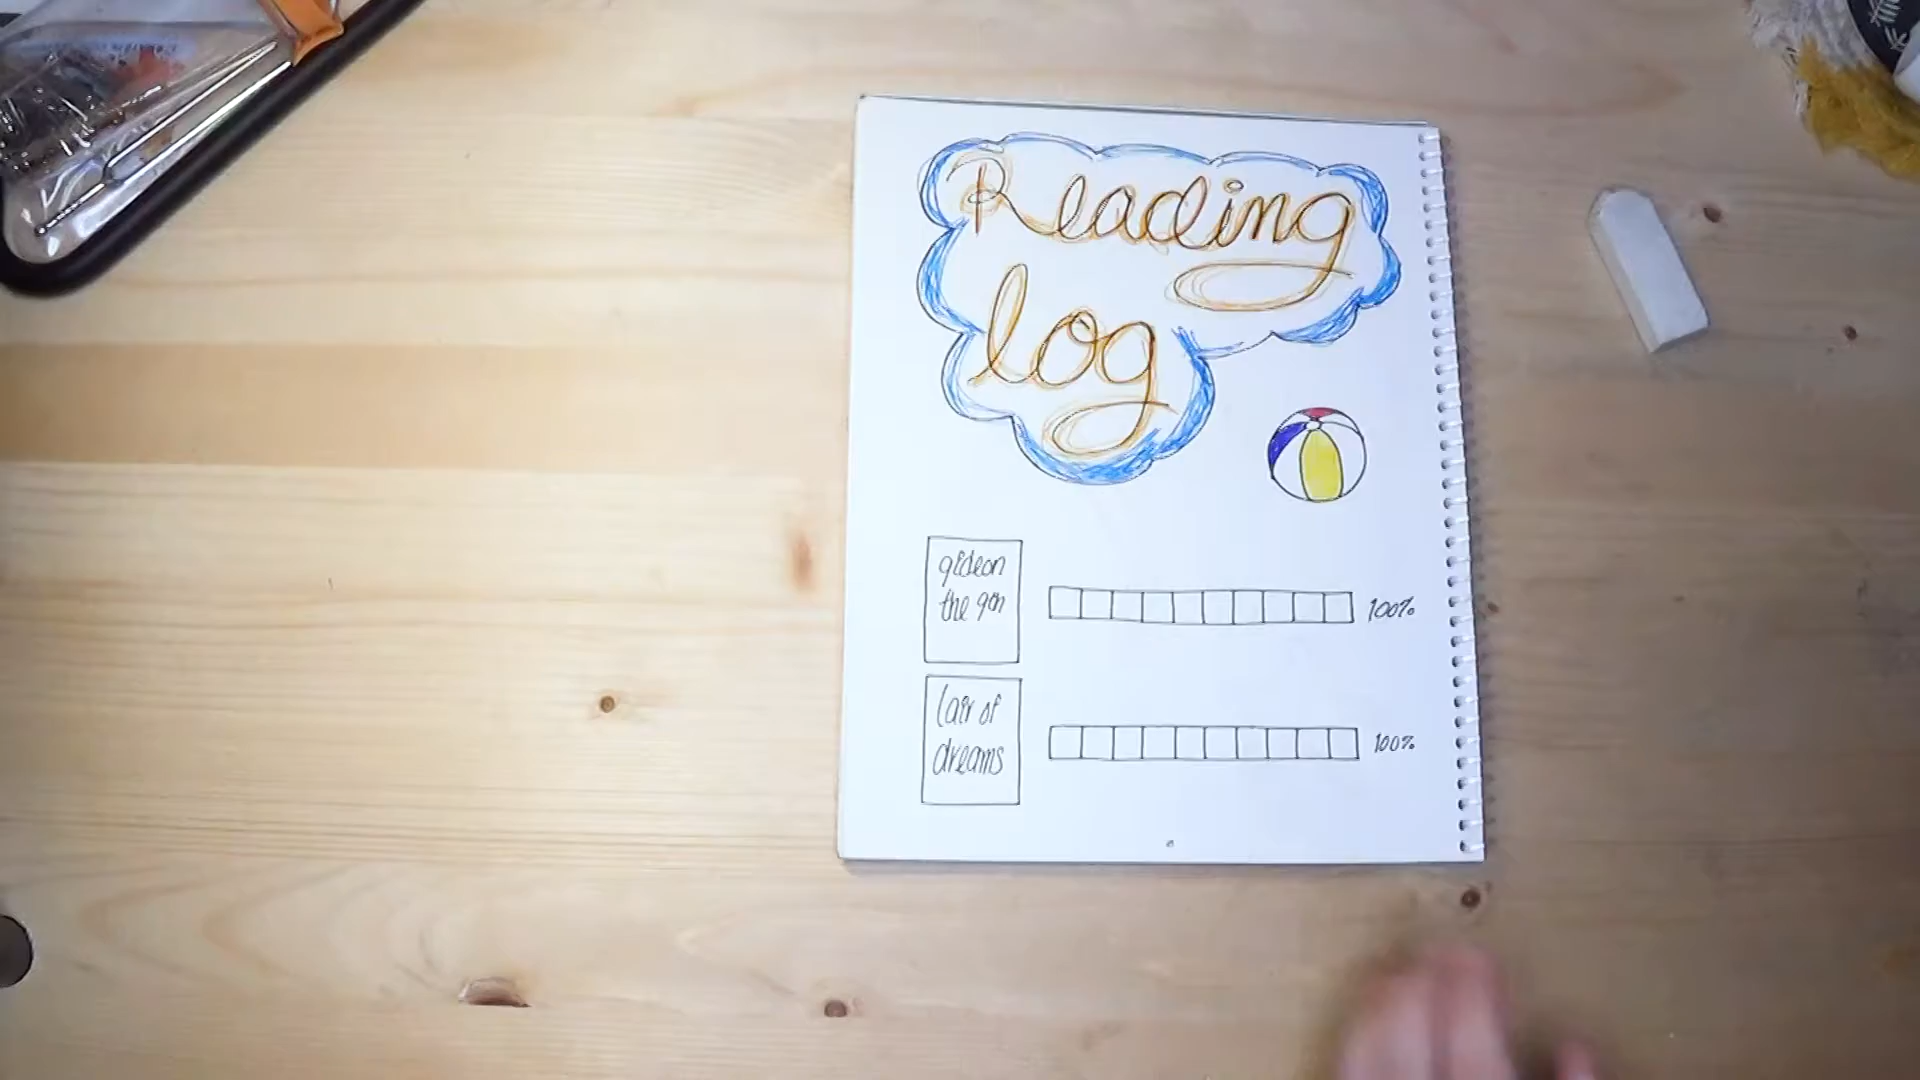 Reading
log
gideon
the 9th
100%
lair of
dreams
100%